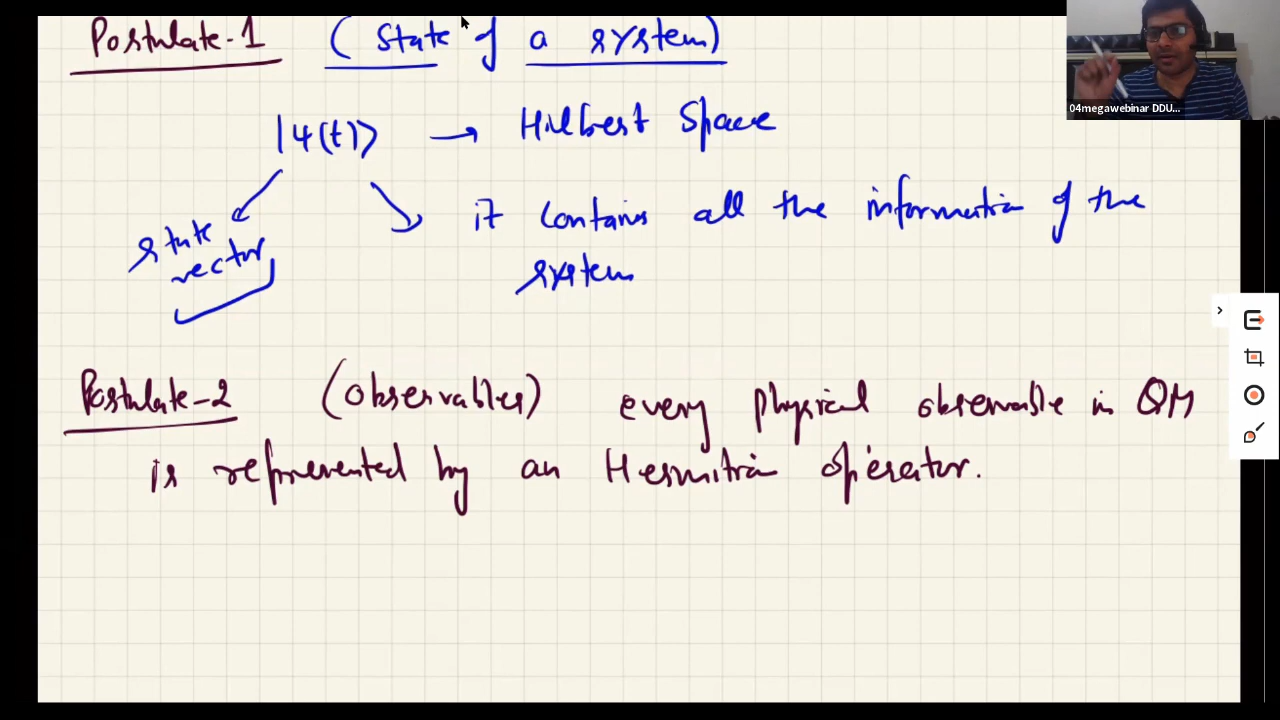 Postulate-1 (State of a system)
04megawebinar DDU...
|ψ(t)⟩ → Hilbert Space
state vector
it contains all the information of the
system
Postulate-2 (observables) every physical observable in QM
is represented by an Hermitian operator.